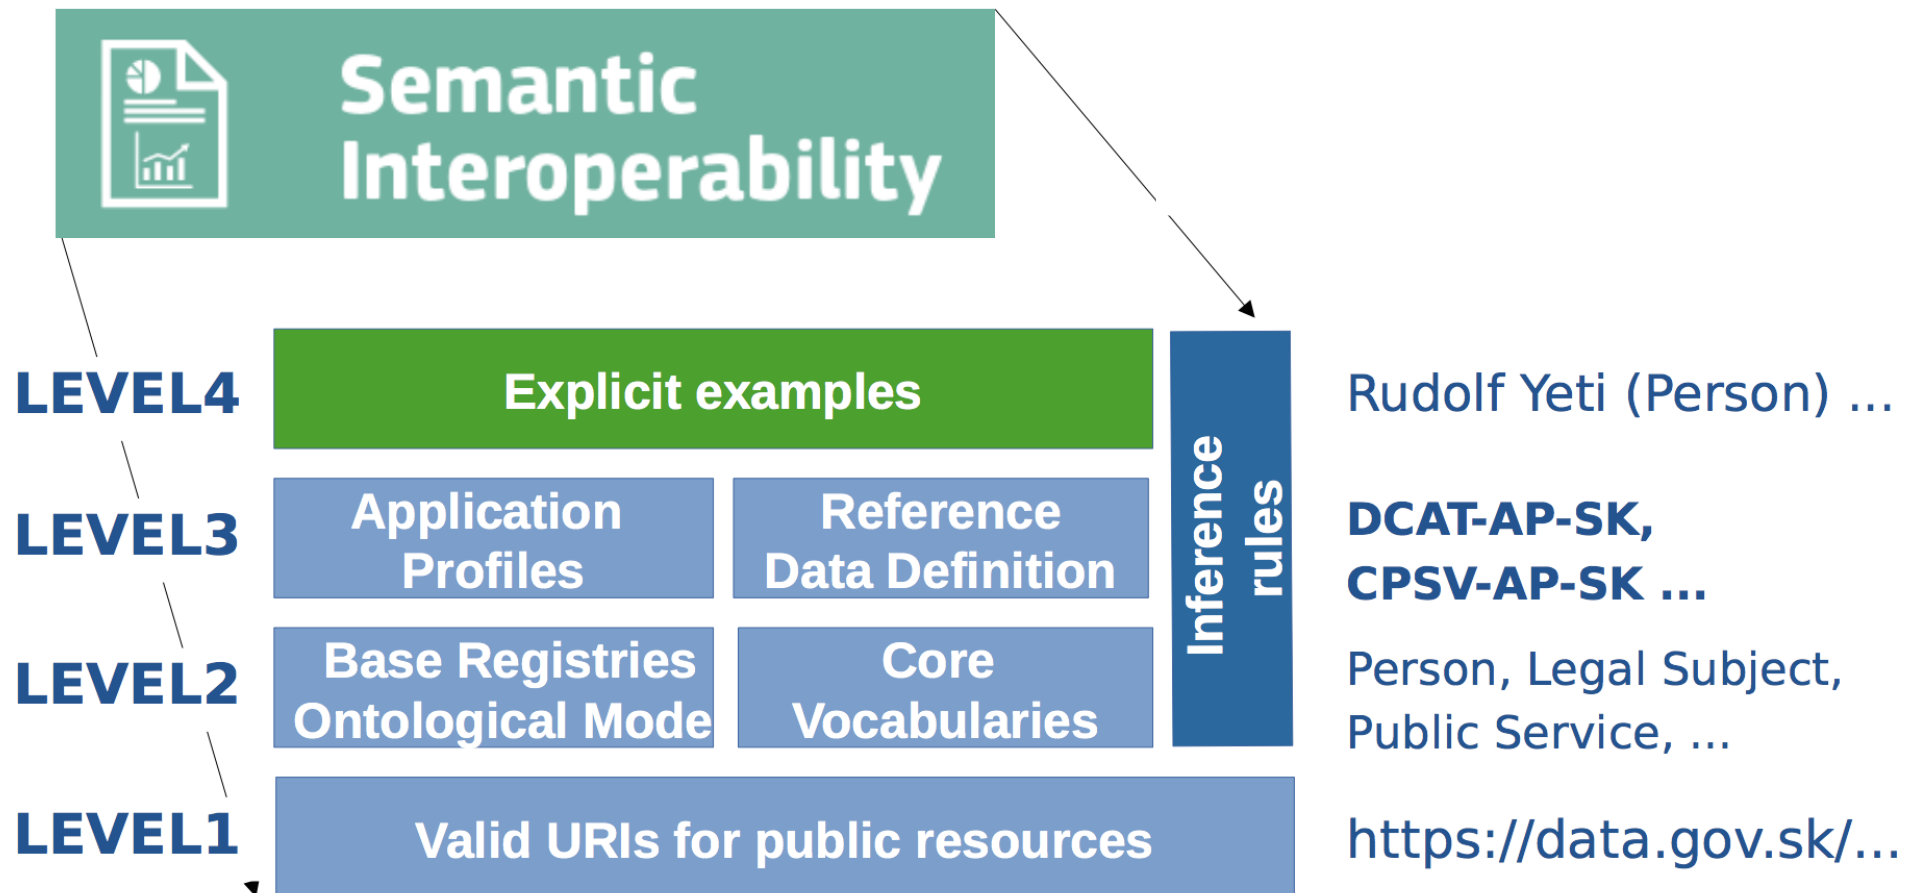 Semantic
Interoperability
LEVEL4
Explicit examples
Rudolf Yeti (Person) ...
LEVEL3
Application
Profiles
Reference
Data Definition
DCAT-AP-SK,
CPSV-AP-SK ...
Inference
rules
LEVEL2
Base Registries
Ontological Mode
Core
Vocabularies
Person, Legal Subject,
Public Service, ...
LEVEL1
Valid URIs for public resources
https://data.gov.sk/...